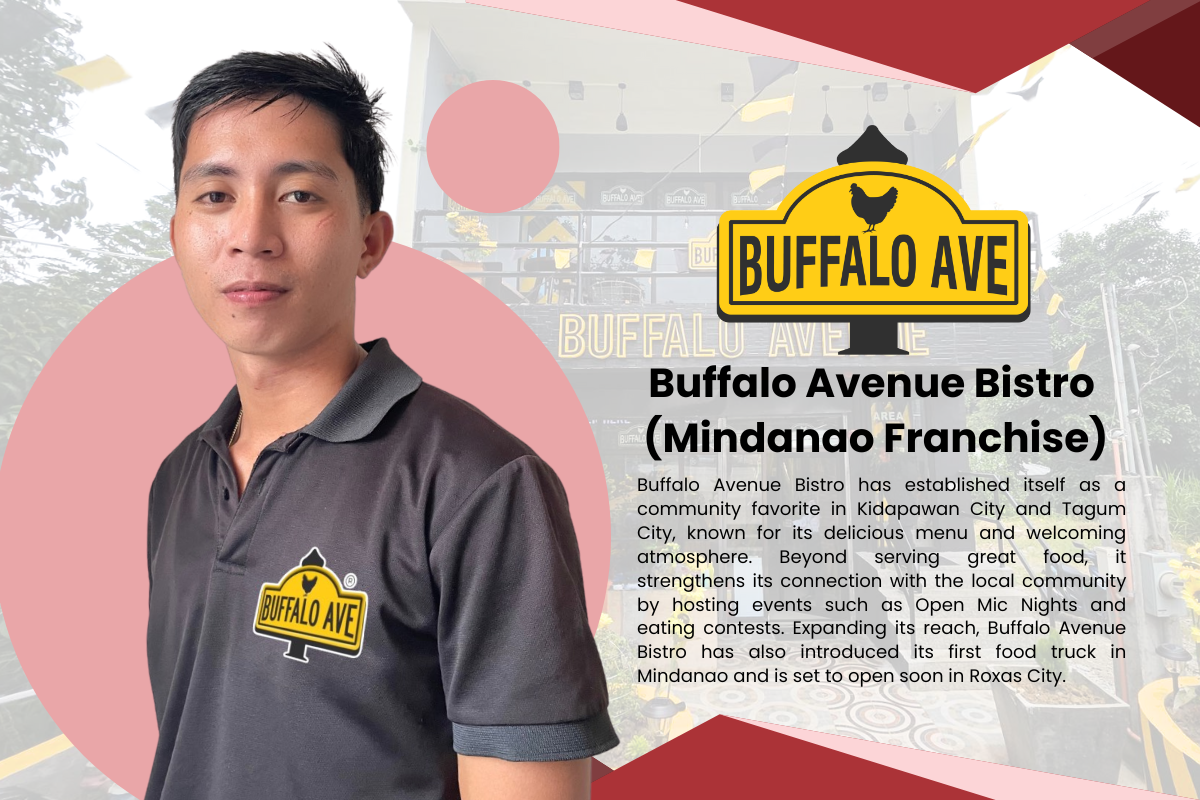 BUFFALO AVE
BUFFALO AVENUE
Buffalo Avenue Bistro
(Mindanao Franchise)
AREA
Buffalo Avenue Bistro has established itself as a
community favorite in Kidapawan City and Tagum
City, known for its delicious menu and welcoming
atmosphere. Beyond serving great food, it
strengthens its connection with the local community
by hosting events such as Open Mic Nights and
eating contests. Expanding its reach, Buffalo Avenue
Bistro has also introduced its first food truck in
Mindanao and is set to open soon in Roxas City.
BUFFALO AVE